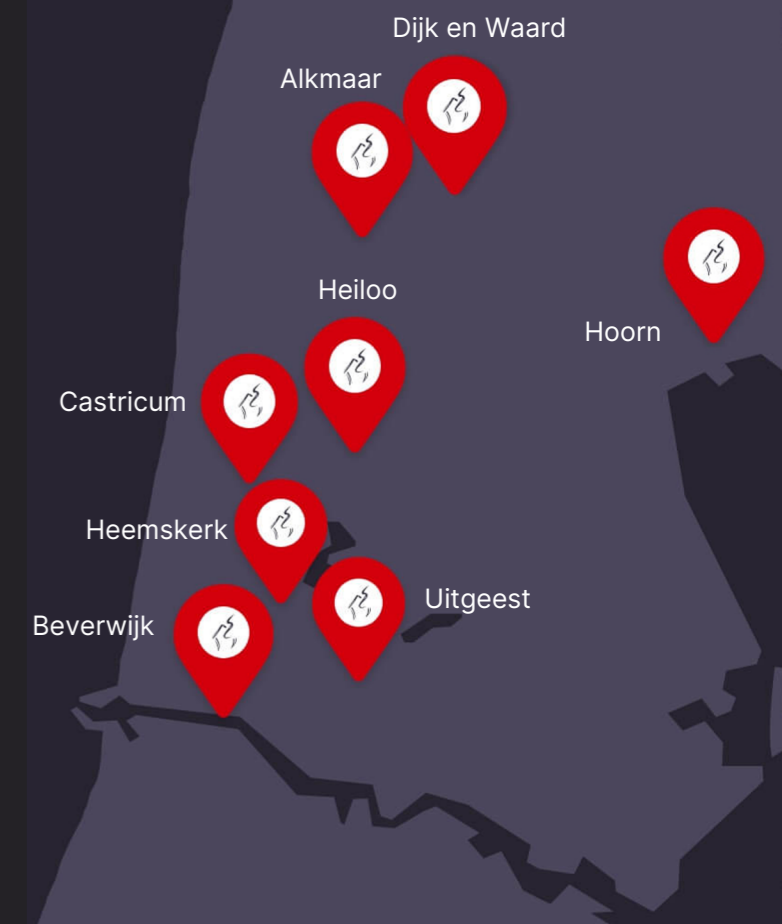 Dijk en Waard
Alkmaar
Heiloo
Hoorn
Castricum
Heemskerk
Uitgeest
Beverwijk